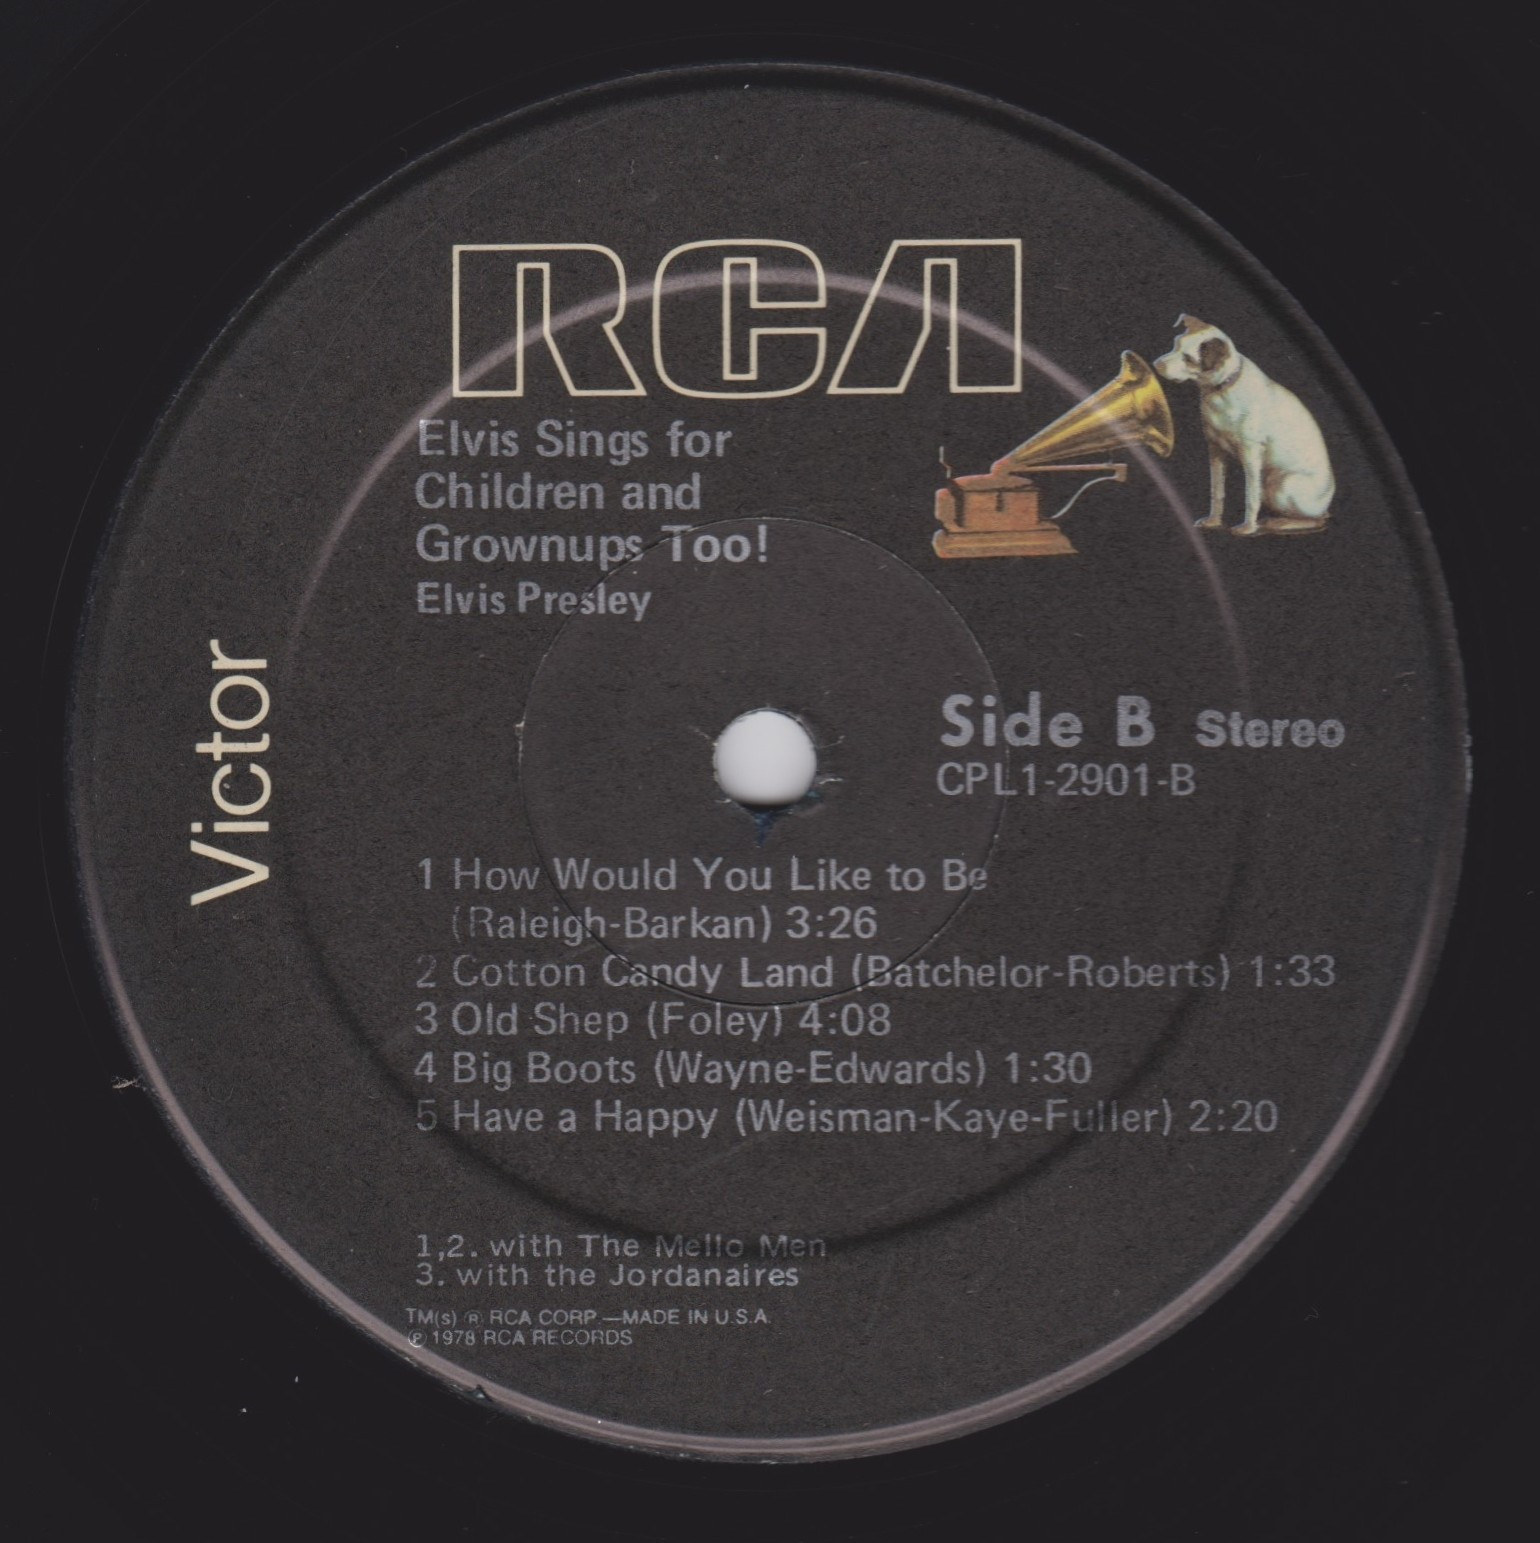 RCA
Elvis Sings for
Children and
Grownups Too!
Elvis Presley
Victor
Side B Stereo
CPL1-2901-B
1 How Would You Like to Be
(Raleigh-Barkan) 3:26
2 Cotton Candy Land (Batchelor-Roberts) 1:33
3 Old Shep (Foley) 4:08
4 Big Boots (Wayne-Edwards) 1:30
5 Have a Happy (Weisman-Kaye-Fuller) 2:20
1,2. with The Mello Men
3. with the Jordanaires
TM(s) ® RCA CORP.—MADE IN U.S.A.
℗ 1978 RCA RECORDS